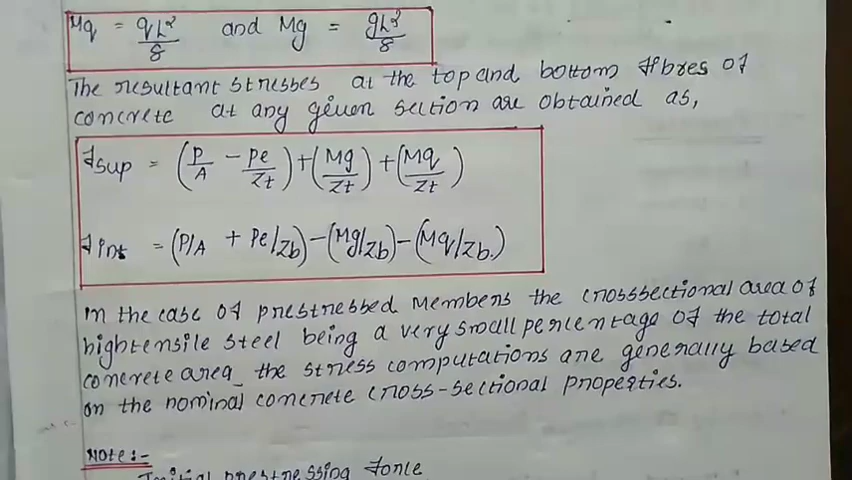 Mq = qL²/8 and Mg = gL²/8
The resultant stresses at the top and bottom fibres of
concrete at any given section are obtained as,
fsup = (P/A - Pe/Zt) + (Mg/Zt) + (Mq/Zt)
finf = (P/A + Pe/Zb) - (Mg/Zb) - (Mq/Zb.)
In the case of prestressed members the crosssectional area of
hightensile steel being a very small percentage of the total
concrete area the stress computations are generally based
on the nominal concrete cross-sectional properties.
Note:-
Initial prestressing force